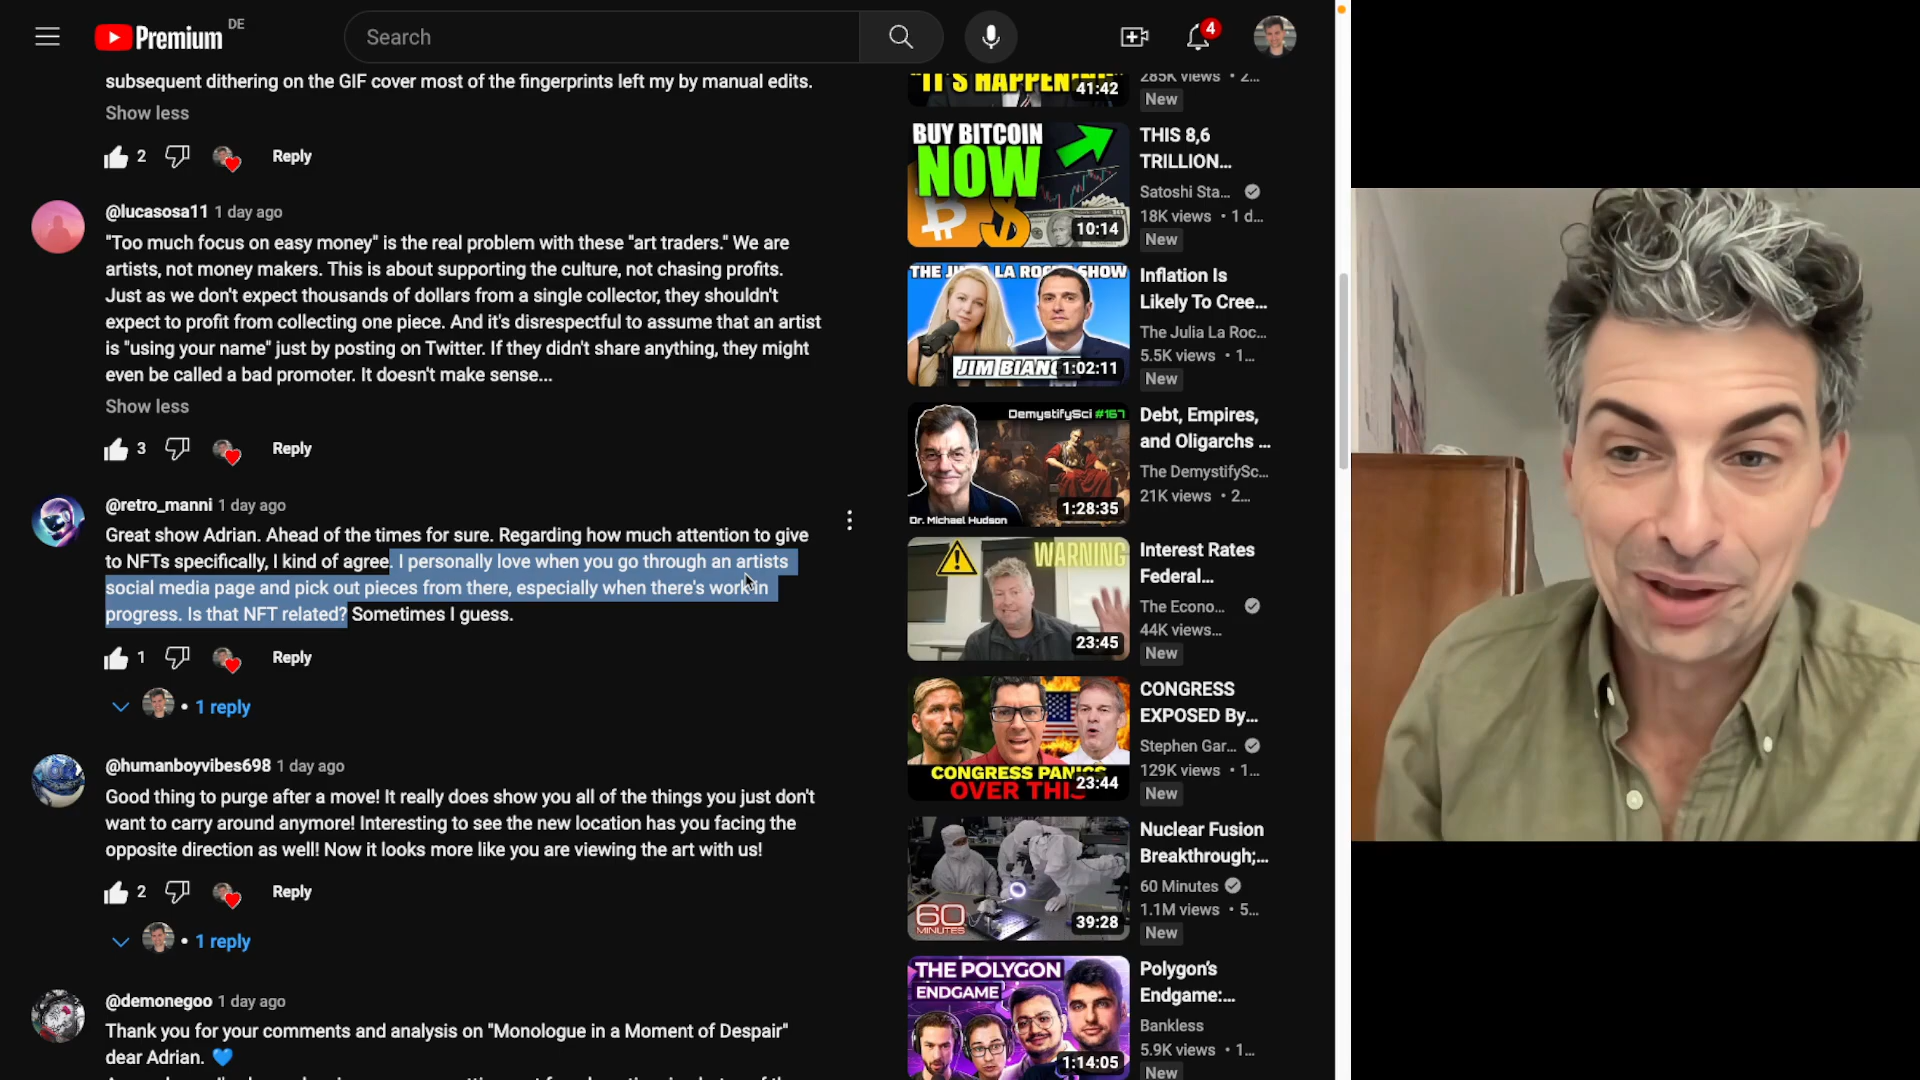 Premium DE
Search
4
subsequent dithering on the GIF cover most of the fingerprints left my by manual edits.
Show less
2
Reply
@lucasosa11 1 day ago
"Too much focus on easy money" is the real problem with these "art traders." We are
artists, not money makers. This is about supporting the culture, not chasing profits.
Just as we don't expect thousands of dollars from a single collector, they shouldn't
expect to profit from collecting one piece. And it's disrespectful to assume that an artist
is "using your name" just by posting on Twitter. If they didn't share anything, they might
even be called a bad promoter. It doesn't make sense...
Show less
3
Reply
@retro_manni 1 day ago
Great show Adrian. Ahead of the times for sure. Regarding how much attention to give
to NFTs specifically, I kind of agree. I personally love when you go through an artists
social media page and pick out pieces from there, especially when there's work in
progress. Is that NFT related? Sometimes I guess.
1
Reply
• 1 reply
@humanboyvibes698 1 day ago
Good thing to purge after a move! It really does show you all of the things you just don't
want to carry around anymore! Interesting to see the new location has you facing the
opposite direction as well! Now it looks more like you are viewing the art with us!
2
Reply
• 1 reply
@demonegoo 1 day ago
Thank you for your comments and analysis on "Monologue in a Moment of Despair"
dear Adrian. 💙
"IT'S HAPPENING"
41:42
285K views • 2...
New
BUY BITCOIN
NOW
10:14
THIS 8,6
TRILLION...
Satoshi Sta...
18K views • 1 d...
New
THE JULIA LA ROCHE SHOW
JIM BIANCO
1:02:11
Inflation Is
Likely To Cree...
The Julia La Roc...
5.5K views • 1...
New
DemystifySci #167
Dr. Michael Hudson
1:28:35
Debt, Empires,
and Oligarchs ...
The DemystifySc...
21K views • 2...
WARNING
23:45
Interest Rates
Federal...
The Econo...
44K views...
New
CONGRESS PANICS
OVER THIS
23:44
CONGRESS
EXPOSED By...
Stephen Gar...
129K views • 1...
New
60
MINUTES
39:28
Nuclear Fusion
Breakthrough;...
60 Minutes
1.1M views • 5...
New
THE POLYGON
ENDGAME
1:14:05
Polygon's
Endgame:...
Bankless
5.9K views • 1...
New